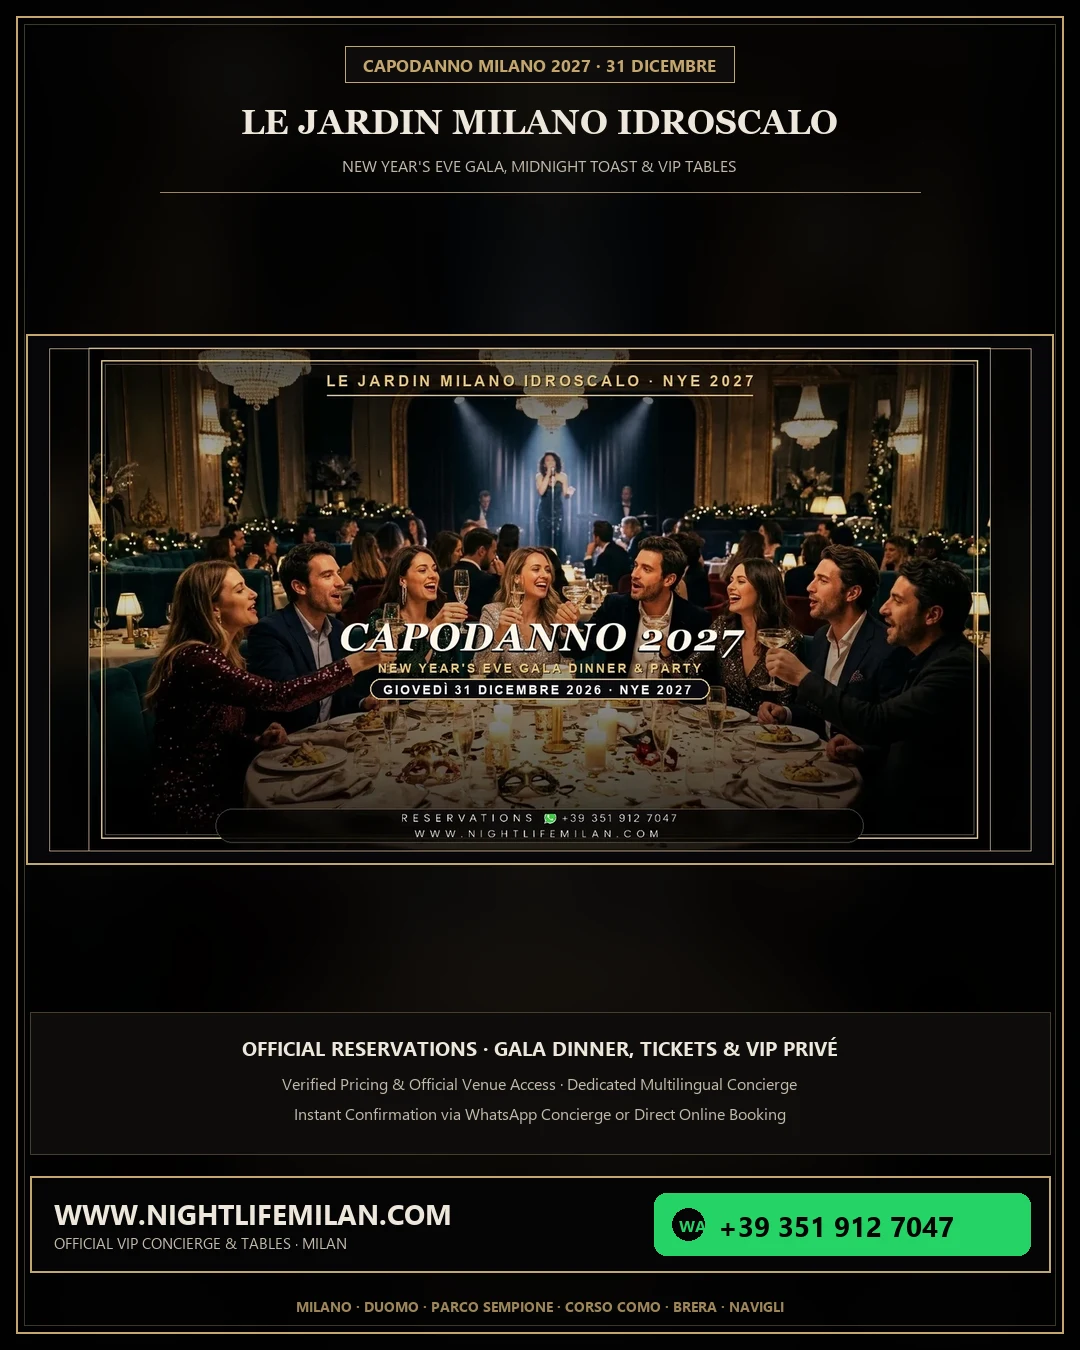 CAPODANNO MILANO 2027 · 31 DICEMBRE
LE JARDIN MILANO IDROSCALO
NEW YEAR'S EVE GALA, MIDNIGHT TOAST & VIP TABLES
LE JARDIN MILANO IDROSCALO · NYE 2027
CAPODANNO 2027
NEW YEAR'S EVE GALA DINNER & PARTY
GIOVEDÌ 31 DICEMBRE 2026 · NYE 2027
RESERVATIONS +39 351 912 7047
WWW.NIGHTLIFEMILAN.COM
OFFICIAL RESERVATIONS · GALA DINNER, TICKETS & VIP PRIVÉ
Verified Pricing & Official Venue Access · Dedicated Multilingual Concierge
Instant Confirmation via WhatsApp Concierge or Direct Online Booking
WWW.NIGHTLIFEMILAN.COM
OFFICIAL VIP CONCIERGE & TABLES · MILAN
WA +39 351 912 7047
MILANO · DUOMO · PARCO SEMPIONE · CORSO COMO · BRERA · NAVIGLI